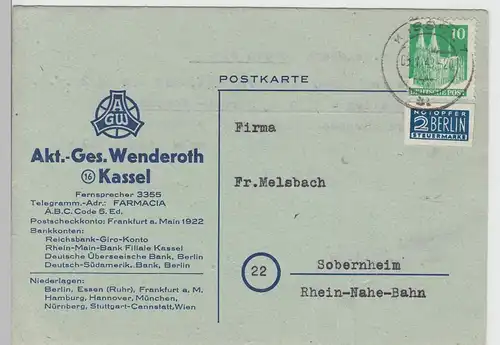 POSTKARTE
AGW
Akt.-Ges. Wenderoth
16 Kassel
Fernsprecher 3355
Telegramm.-Adr.: FARMACIA
A.B.C. Code 5. Ed.
Postscheckkonto: Frankfurt a. Main 1922
Bankkonten:
Reichsbank-Giro-Konto
Rhein-Main-Bank Filiale Kassel
Deutsche Überseeische Bank, Berlin
Deutsch-Südamerik. Bank, Berlin
Niederlagen:
Berlin, Essen (Ruhr), Frankfurt a. M.
Hamburg, Hannover, München,
Nürnberg, Stuttgart-Cannstatt, Wien
10
DEUTSCHE POST
NOTOPFER
2 BERLIN
STEUERMARKE
Firma
Fr.Melsbach
22
Sobernheim
Rhein-Nahe-Bahn